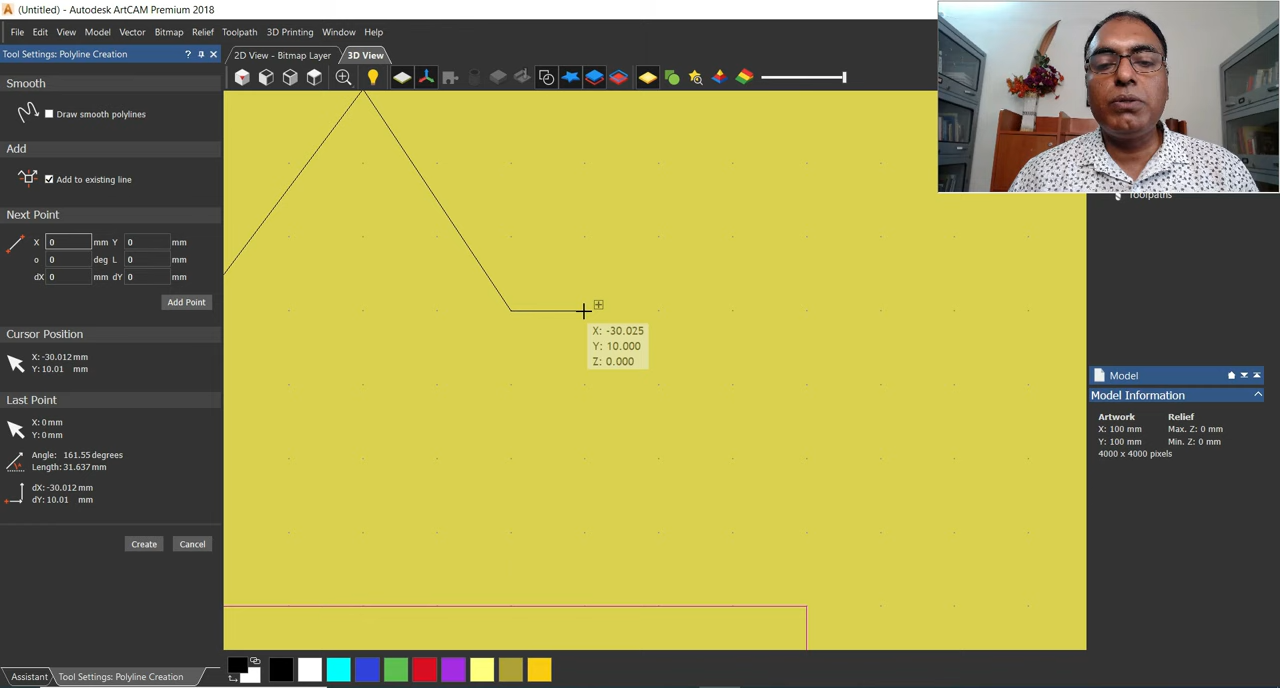 (Untitled) - Autodesk ArtCAM Premium 2018
File Edit View Model Vector Bitmap Relief Toolpath 3D Printing Window Help
Tool Settings: Polyline Creation ?
2D View - Bitmap Layer 3D View
Smooth
Draw smooth polylines
Add
Add to existing line
Next Point
X 0 mm Y 0 mm
o 0 deg L 0 mm
dX 0 mm dY 0 mm
Add Point
Cursor Position
X: -30.012 mm
Y: 10.01 mm
Last Point
X: 0 mm
Y: 0 mm
Angle: 161.55 degrees
Length: 31.637 mm
dX: -30.012 mm
dY: 10.01 mm
Create Cancel
X: -30.025
Y: 10.000
Z: 0.000
Toolpaths
Model
Model Information
Artwork Relief
X: 100 mm Max. Z: 0 mm
Y: 100 mm Min. Z: 0 mm
4000 x 4000 pixels
Assistant Tool Settings: Polyline Creation